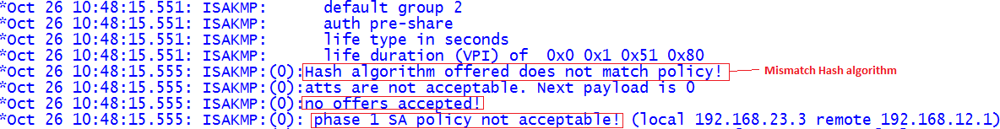 *Oct 26 10:48:15.551: ISAKMP:      default group 2
*Oct 26 10:48:15.551: ISAKMP:      auth pre-share
*Oct 26 10:48:15.551: ISAKMP:      life type in seconds
*Oct 26 10:48:15.551: ISAKMP:      life duration (VPI) of  0x0 0x1 0x51 0x80
*Oct 26 10:48:15.555: ISAKMP:(0):Hash algorithm offered does not match policy! Mismatch Hash algorithm
*Oct 26 10:48:15.555: ISAKMP:(0):atts are not acceptable. Next payload is 0
*Oct 26 10:48:15.555: ISAKMP:(0):no offers accepted!
*Oct 26 10:48:15.555: ISAKMP:(0): phase 1 SA policy not acceptable! (local 192.168.23.3 remote 192.168.12.1)